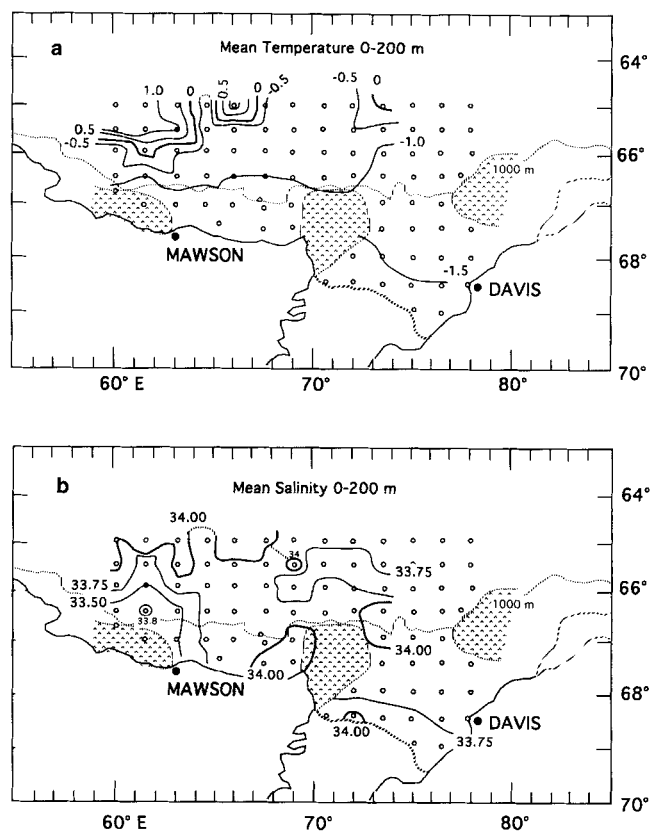 a
Mean Temperature 0-200 m
1.0
0
0.5
0
-0.5
-0.5
0
0.5
-0.5
-1.0
1000 m
-1.5
MAWSON
DAVIS
64°
66°
68°
70°
60° E
70°
80°
b
Mean Salinity 0-200 m
34.00
34
33.75
33.75
33.50
33.8
1000 m
34.00
34.00
MAWSON
34.00
33.75
DAVIS
64°
66°
68°
70°
60° E
70°
80°